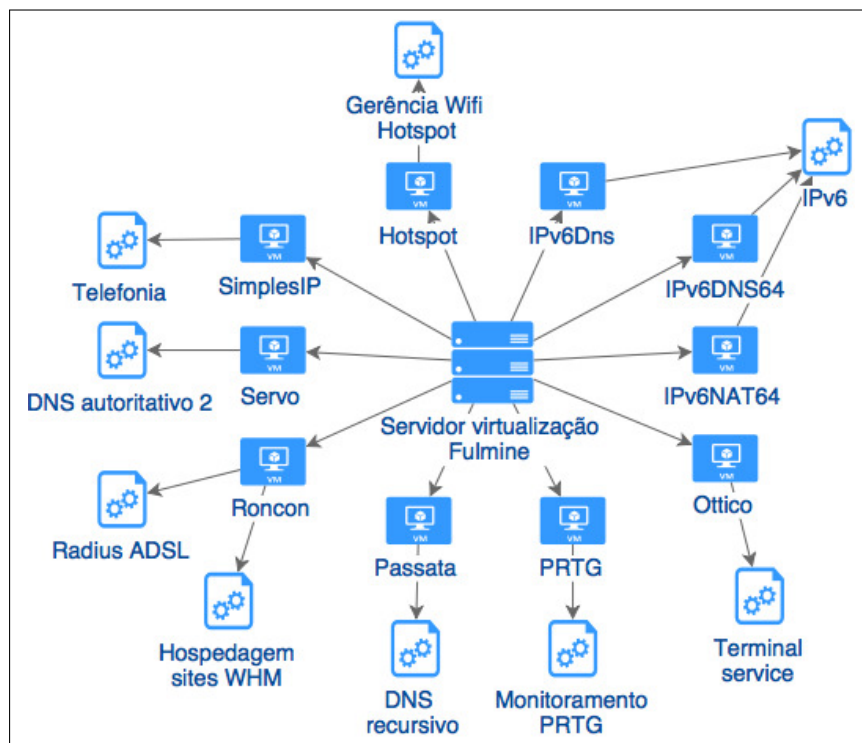 Gerência Wifi
Hotspot
VM
Hotspot
VM
IPv6Dns
IPv6
VM
SimplesIP
Telefonia
VM
IPv6DNS64
VM
Servo
DNS autoritativo 2
VM
IPv6NAT64
Servidor virtualização
Fulmine
VM
Roncon
Radius ADSL
Hospedagem
sites WHM
VM
Passata
DNS
recursivo
VM
PRTG
Monitoramento
PRTG
VM
Ottico
Terminal
service